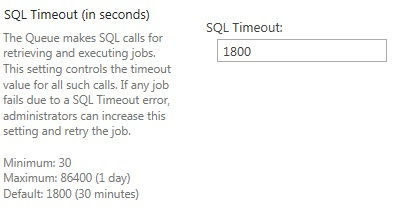 SQL Timeout (in seconds)
The Queue makes SQL calls for
retrieving and executing jobs.
This setting controls the timeout
value for all such calls. If any job
fails due to a SQL Timeout error,
administrators can increase this
setting and retry the job.
Minimum: 30
Maximum: 86400 (1 day)
Default: 1800 (30 minutes)
SQL Timeout:
1800